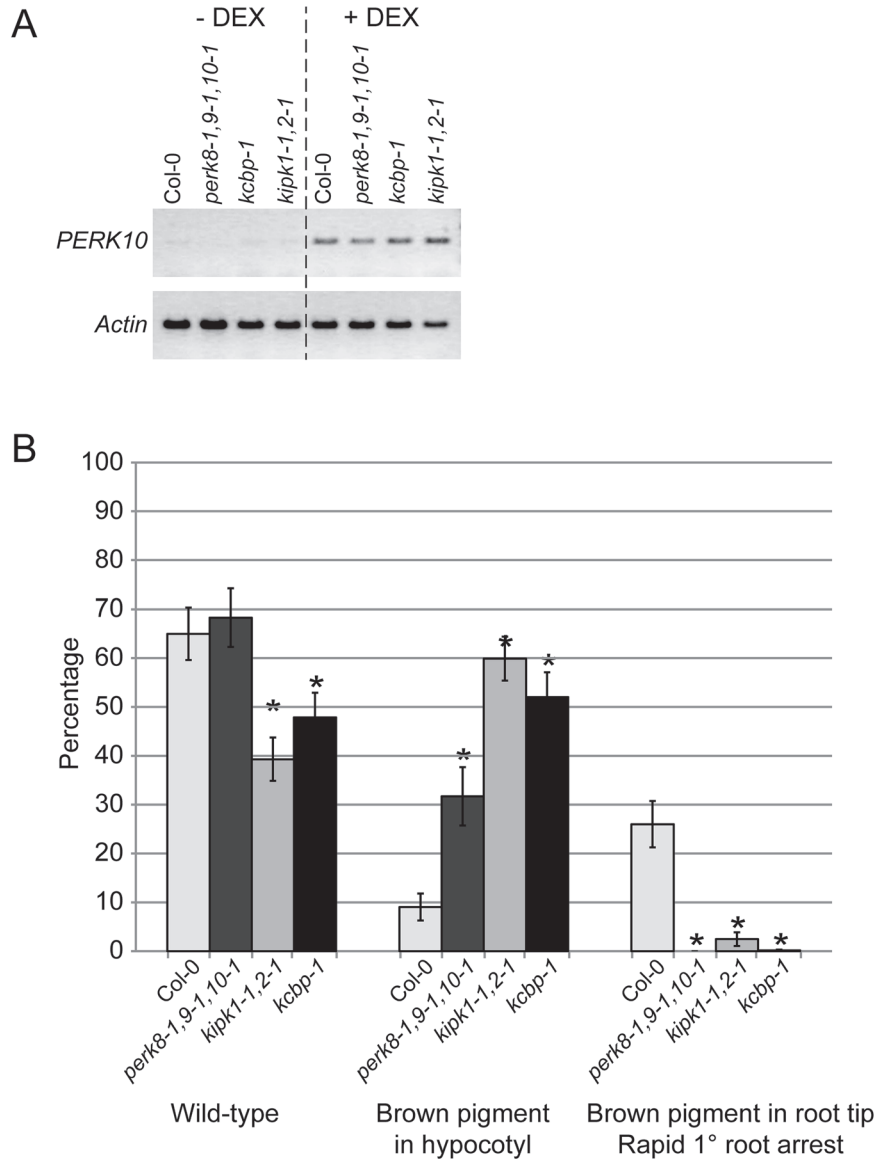 A
- DEX
+ DEX
Col-0
perk8-1,9-1,10-1
kcbp-1
kipk1-1,2-1
Col-0
perk8-1,9-1,10-1
kcbp-1
kipk1-1,2-1
PERK10
Actin
B
Percentage
100
90
80
70
60
50
40
30
20
10
0
*
*
*
*
*
*
*
*
Col-0
perk8-1,9-1,10-1
kipk1-1,2-1
kcbp-1
Col-0
perk8-1,9-1,10-1
kipk1-1,2-1
kcbp-1
Col-0
perk8-1,9-1,10-1
kipk1-1,2-1
kcbp-1
Wild-type
Brown pigment
in hypocotyl
Brown pigment in root tip
Rapid 1° root arrest